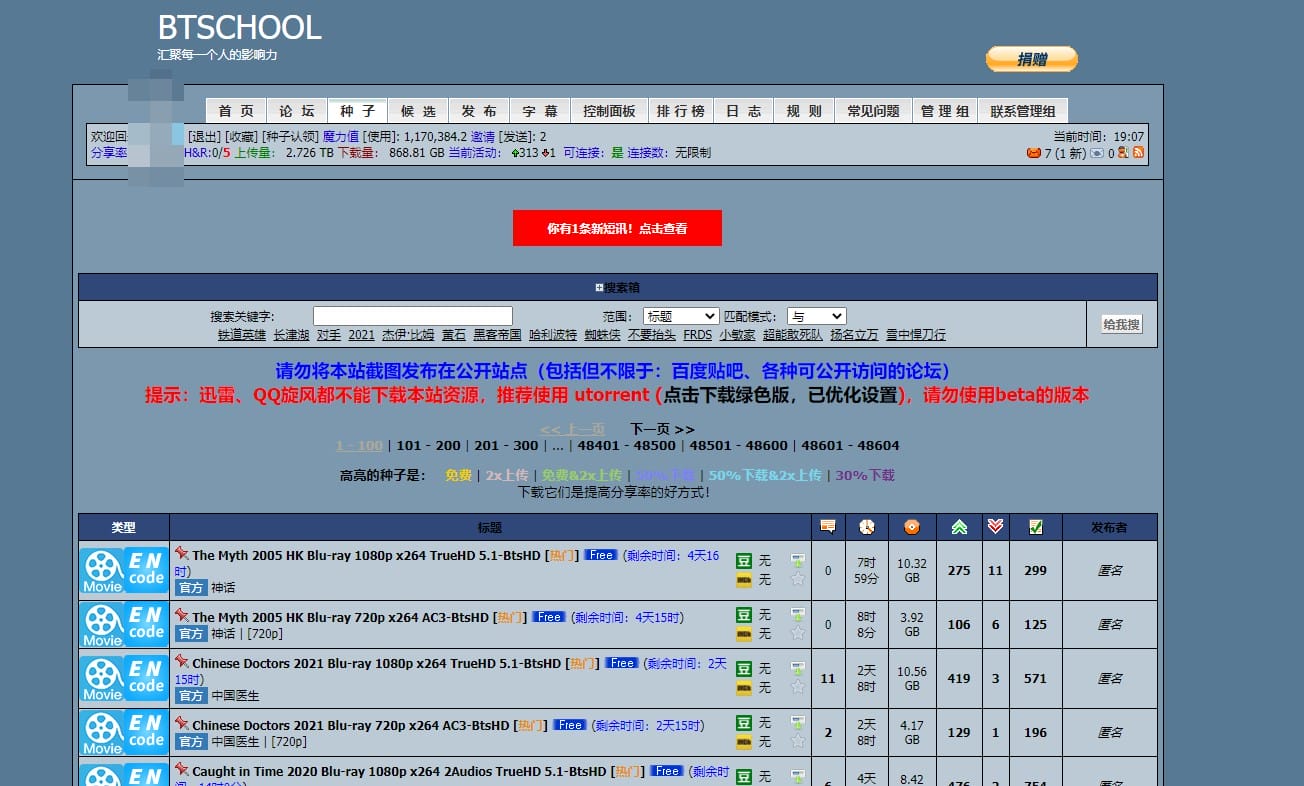 BTSCHOOL
汇聚每一个人的影响力
捐赠
首 页 论 坛 种 子 候 选 发 布 字 幕 控制面板 排 行 榜 日 志 规 则 常见问题 管 理 组 联系管理组
欢迎回 [退出] [收藏] [种子认领] 魔力值 [使用]: 1,170,384.2 邀请 [发送]: 2 当前时间：19:07
分享率 H&R:0/5 上传量： 2.726 TB 下载量： 868.81 GB 当前活动： 313 1 可连接：是 连接数：无限制 7 (1 新) 0
你有1条新短讯！点击查看
搜索箱
搜索关键字： 范围： 标题 匹配模式： 与
给我搜
铁道英雄 长津湖 对手 2021 杰伊·比姆 黄石 黑客帝国 哈利波特 蜘蛛侠 不要抬头 FRDS 小敏家 超能敢死队 扬名立万 雪中悍刀行
请勿将本站截图发布在公开站点（包括但不限于：百度贴吧、各种可公开访问的论坛）
提示：迅雷、QQ旋风都不能下载本站资源，推荐使用 utorrent (点击下载绿色版，已优化设置)，请勿使用beta的版本
<< 上一页 下一页 >>
1 - 100 | 101 - 200 | 201 - 300 | ... | 48401 - 48500 | 48501 - 48600 | 48601 - 48604
高亮的种子是： 免费 | 2x上传 | 免费&2x上传 | 50%下载 | 50%下载&2x上传 | 30%下载
下载它们是提高分享率的好方式！
类型 标题 发布者
Movie EN code The Myth 2005 HK Blu-ray 1080p x264 TrueHD 5.1-BtsHD [热门] Free (剩余时间：4天16时) 豆 无 0 7时59分 10.32 GB 275 11 299 匿名
官方 神话 IMDb 无
Movie EN code The Myth 2005 HK Blu-ray 720p x264 AC3-BtsHD [热门] Free (剩余时间：4天15时) 豆 无 0 8时8分 3.92 GB 106 6 125 匿名
官方 神话 | [720p] IMDb 无
Movie EN code Chinese Doctors 2021 Blu-ray 1080p x264 TrueHD 5.1-BtsHD [热门] Free (剩余时间：2天15时) 豆 无 11 2天8时 10.56 GB 419 3 571 匿名
官方 中国医生 IMDb 无
Movie EN code Chinese Doctors 2021 Blu-ray 720p x264 AC3-BtsHD [热门] Free (剩余时间：2天15时) 豆 无 2 2天8时 4.17 GB 129 1 196 匿名
官方 中国医生 | [720p] IMDb 无
EN Caught in Time 2020 Blu-ray 1080p x264 2Audios TrueHD 5.1-BtsHD [热门] Free (剩余时 豆 无 4天 8.42